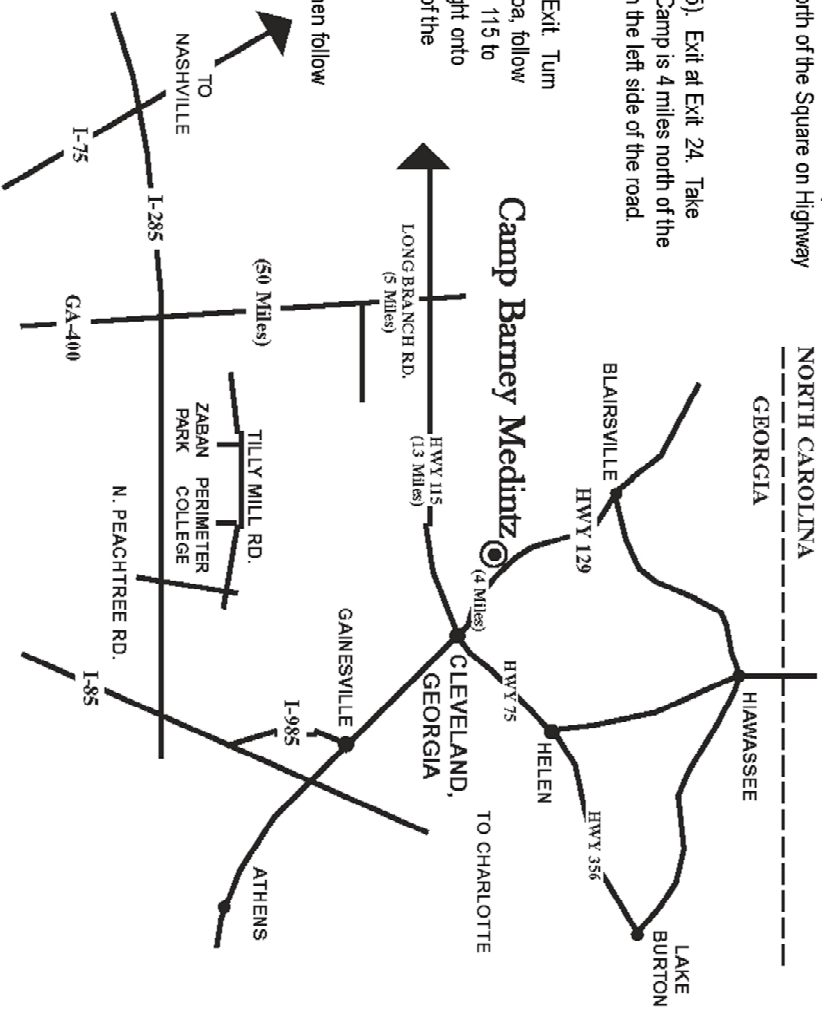 orth of the Square on Highway
5). Exit at Exit 24. Take
Camp is 4 miles north of the
n the left side of the road.
Exit. Turn
oa, follow
115 to
ght onto
of the
nen follow
NORTH CAROLINA
GEORGIA
BLAIRSVILLE
HIAWASSEE
LAKE
BURTON
HWY 129
HWY 356
HELEN
HWY 75
Camp Barney Medintz
(4 Miles)
CLEVELAND,
GEORGIA
TO CHARLOTTE
HWY 115
(13 Miles)
LONG BRANCH RD.
(5 Miles)
GAINESVILLE
I-985
ATHENS
(50 Miles)
TILLY MILL RD.
ZABAN
PARK
PERIMETER
COLLEGE
TO
NASHVILLE
I-285
N. PEACHTREE RD.
I-75
GA-400
I-85